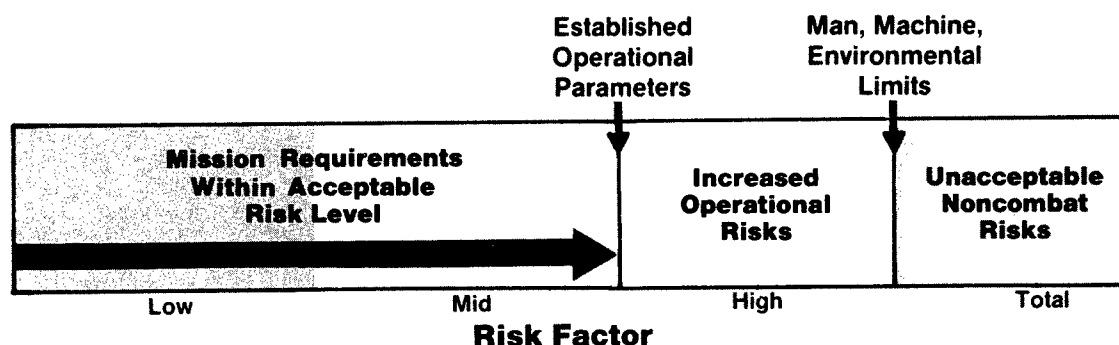 Established
Operational
Parameters
Man, Machine,
Environmental
Limits
Mission Requirements
Within Acceptable
Risk Level
Increased
Operational
Risks
Unacceptable
Noncombat
Risks
Low
Mid
High
Total
Risk Factor